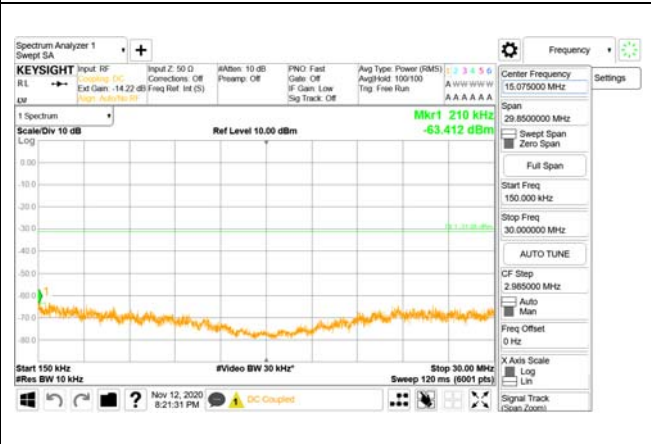 Spectrum Analyzer 1
Swept SA
Frequency
KEYSIGHT
RL
Input: RF
Coupling: DC
Ext Gain: -14.22 dB
Align: Auto/No RF
Input Z: 50 Ω
Corrections: Off
Freq Ref: Int (S)
#Atten: 10 dB
Preamp: Off
PNO: Fast
Gate: Off
IF Gain: Low
Sig Track: Off
Avg Type: Power (RMS)
Avg|Hold: 100/100
Trig: Free Run
1 2 3 4 5 6
A W W W W W
A A A A A A
1 Spectrum
Mkr1 210 kHz
-63.412 dBm
Scale/Div 10 dB
Ref Level 10.00 dBm
Log
0.00
-10.0
-20.0
-30.0
-40.0
-50.0
-60.0
-70.0
-80.0
1
Start 150 kHz
#Video BW 30 kHz*
Stop 30.00 MHz
#Res BW 10 kHz
Sweep 120 ms (6001 pts)
Nov 12, 2020
8:21:31 PM
DC Coupled
Center Frequency
15.075000 MHz
Settings
Span
29.8500000 MHz
Swept Span
Zero Span
Full Span
Start Freq
150.000 kHz
Stop Freq
30.000000 MHz
AUTO TUNE
CF Step
2.985000 MHz
Auto
Man
Freq Offset
0 Hz
X Axis Scale
Log
Lin
Signal Track
(Span Zoom)